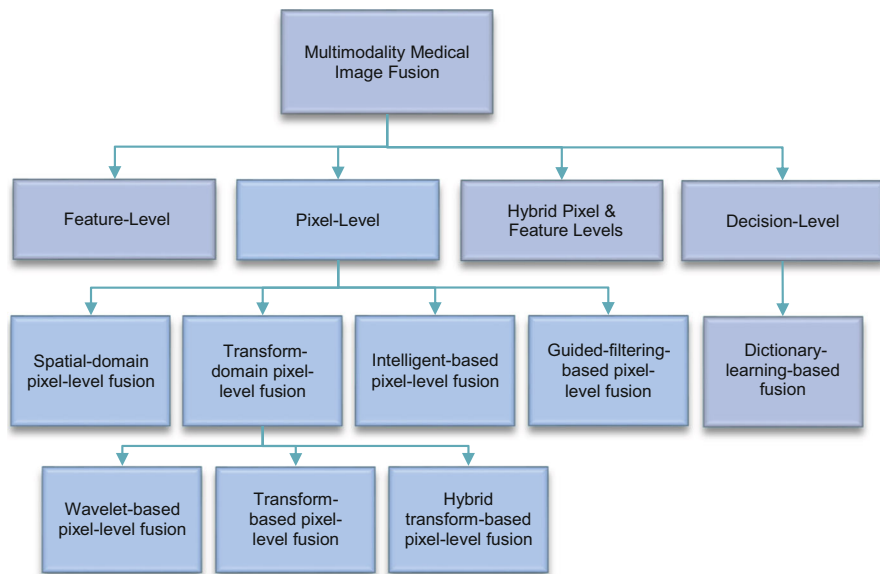 Multimodality Medical
Image Fusion
Feature-Level
Pixel-Level
Hybrid Pixel &
Feature Levels
Decision-Level
Spatial-domain
pixel-level fusion
Transform-
domain pixel-
level fusion
Intelligent-based
pixel-level fusion
Guided-filtering-
based pixel-
level fusion
Dictionary-
learning-based
fusion
Wavelet-based
pixel-level fusion
Transform-
based pixel-
level fusion
Hybrid
transform-based
pixel-level fusion